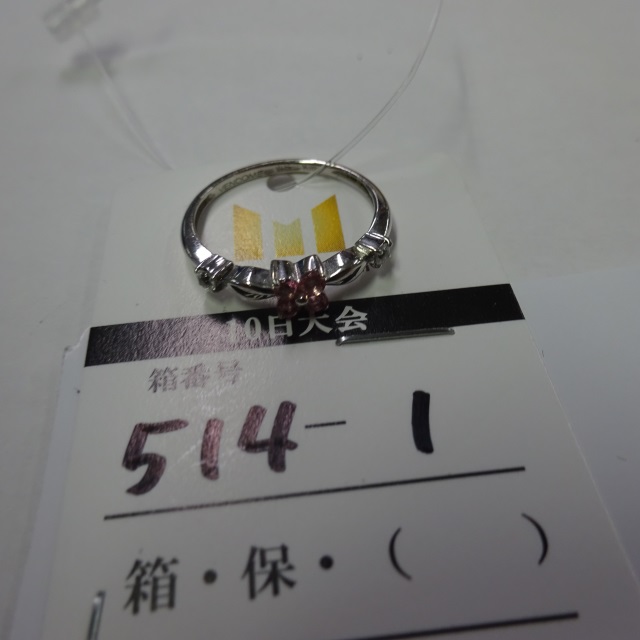 10日大会
箱番号
514-1
箱・保・（　　）